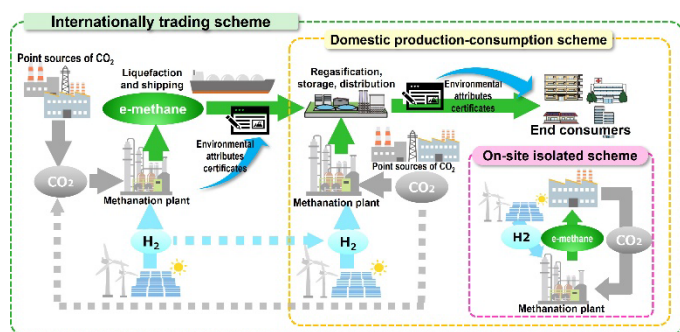 Internationally trading scheme
Domestic production-consumption scheme
Point sources of CO₂
Liquefaction
and shipping
e-methane
Environmental
attributes
certificates
CO₂
Methanation plant
H₂
Regasification,
storage, distribution
Environmental
attributes
certificates
End consumers
Point sources of CO₂
CO₂
Methanation plant
H₂
On-site isolated scheme
H2
e-methane
CO₂
Methanation plant